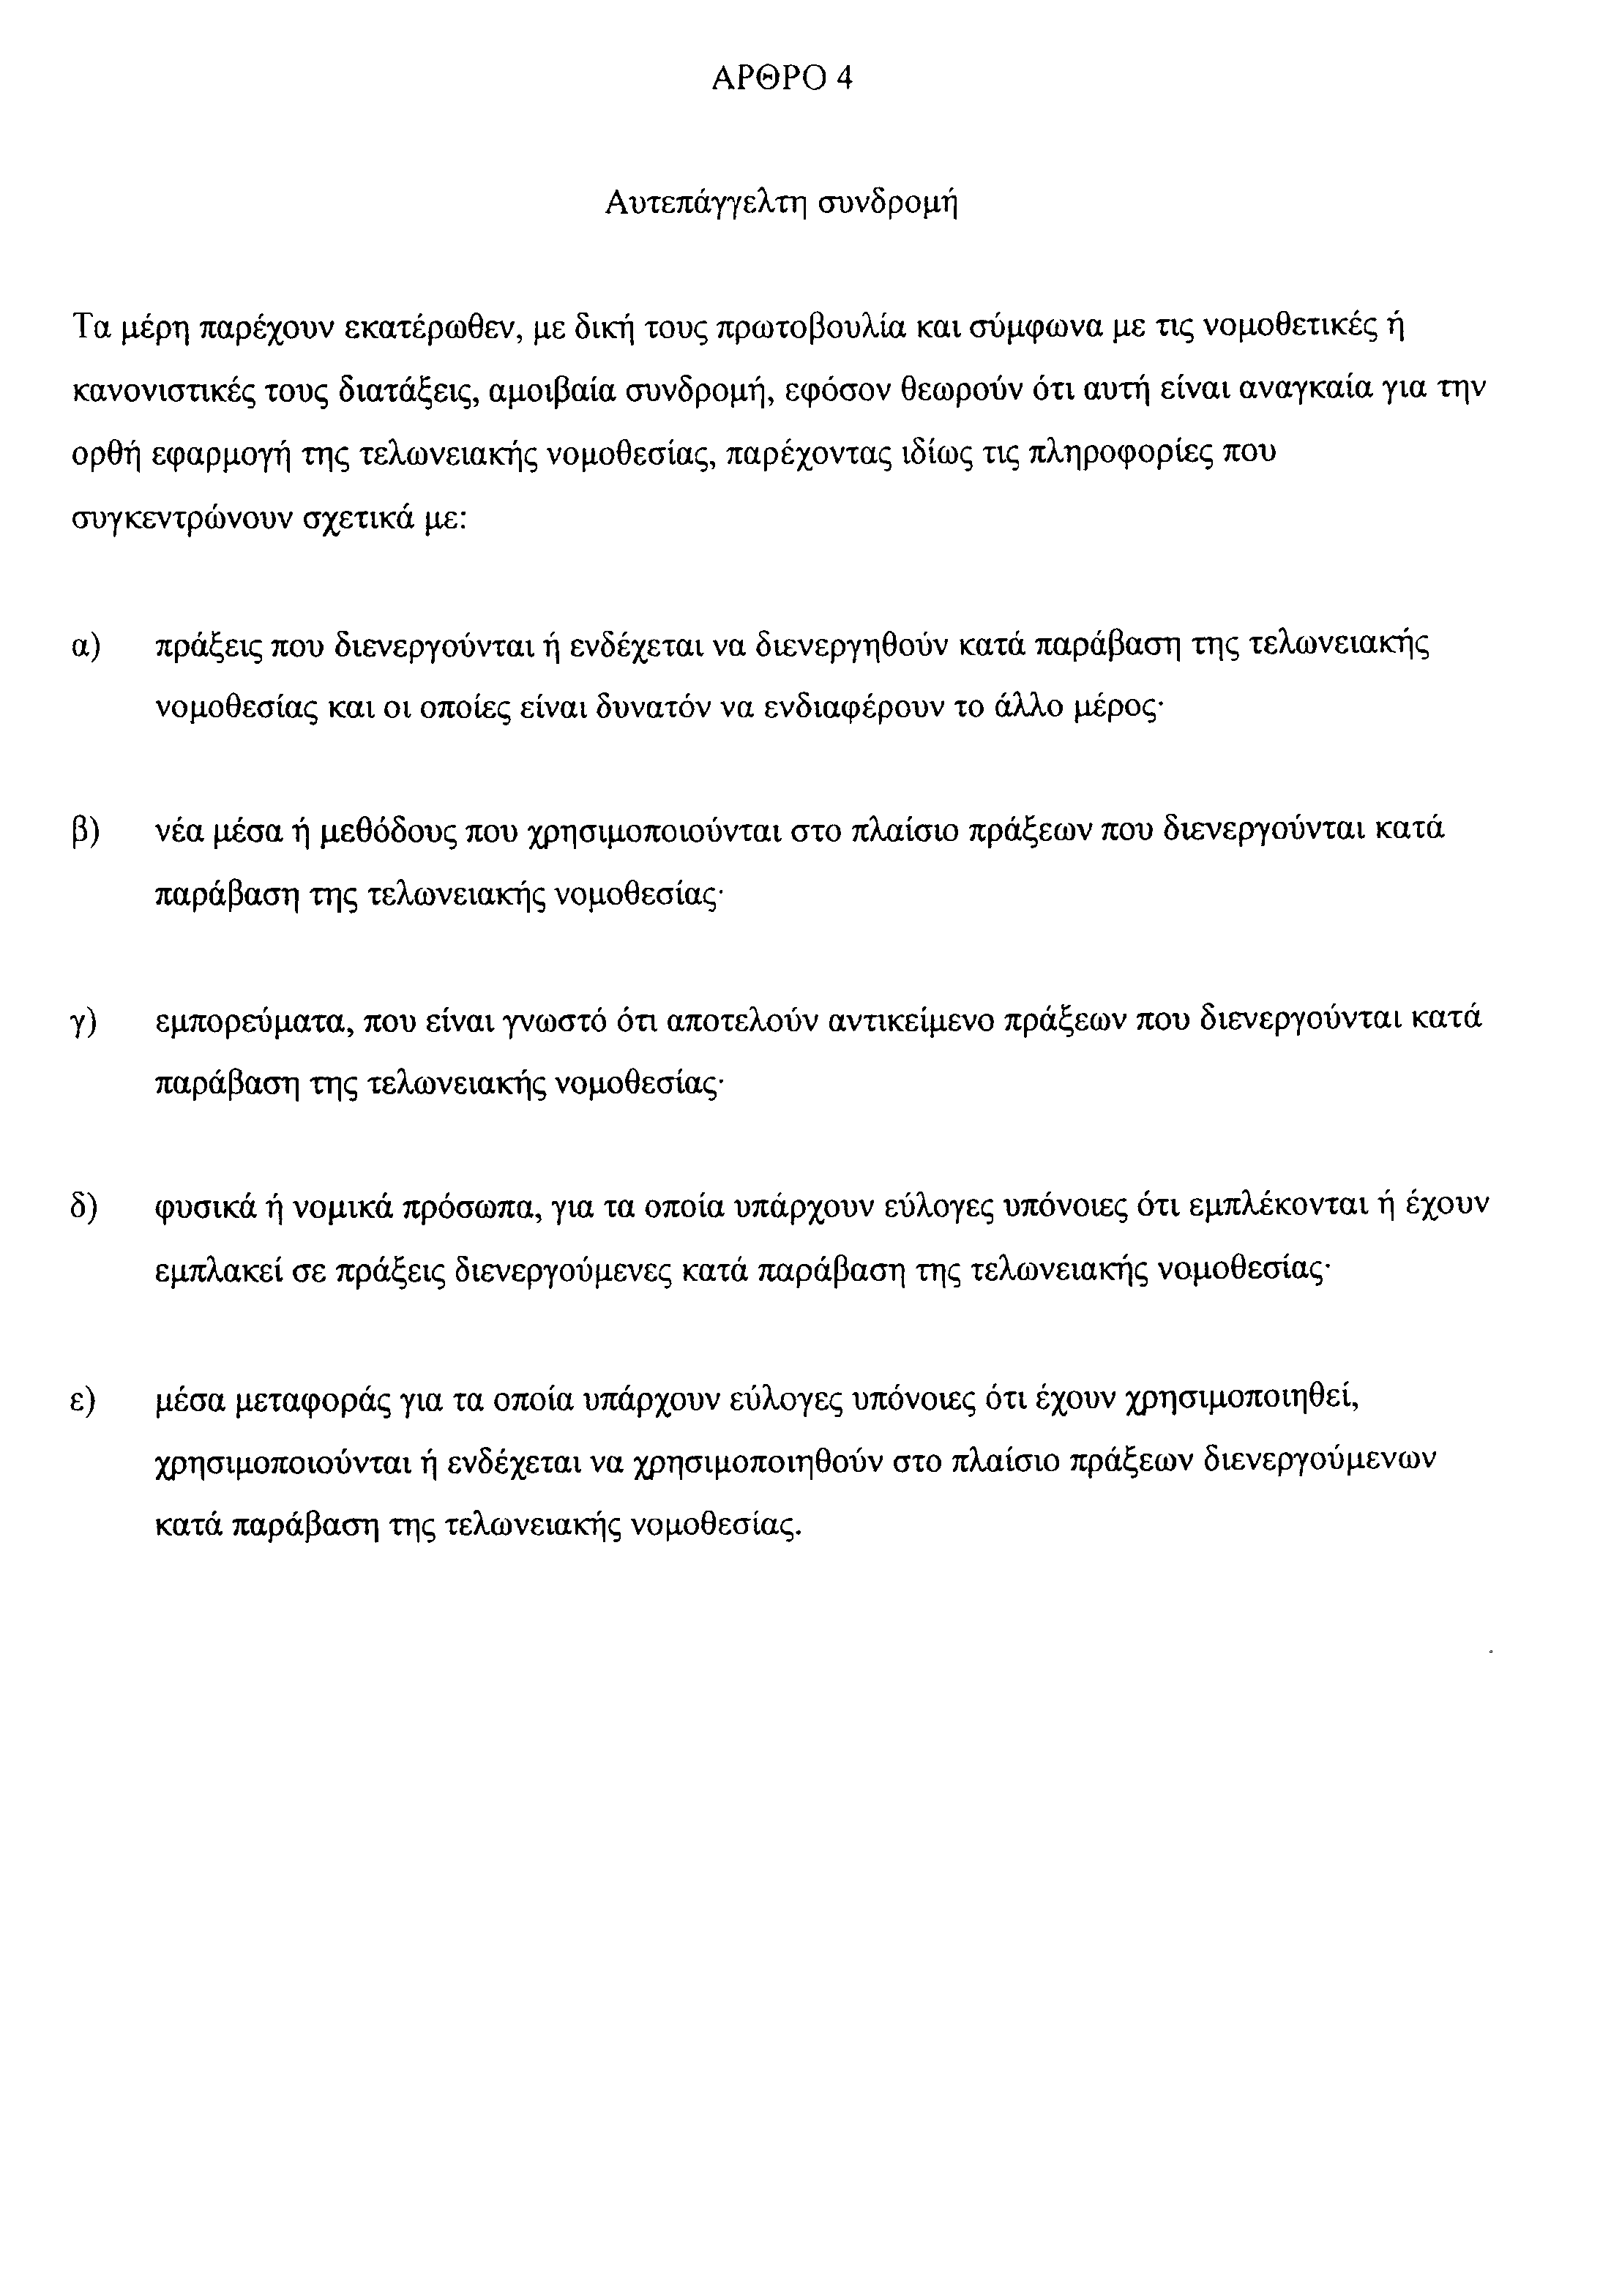 ΑΡΘΡΟ 4
Αυτεπάγγελτη συνδρομή
Τα μέρη παρέχουν εκατέρωθεν, με δική τους πρωτοβουλία και σύμφωνα με τις νομοθετικές ή
κανονιστικές τους διατάξεις, αμοιβαία συνδρομή, εφόσον θεωρούν ότι αυτή είναι αναγκαία για την
ορθή εφαρμογή της τελωνειακής νομοθεσίας, παρέχοντας ιδίως τις πληροφορίες που
συγκεντρώνουν σχετικά με:
α) πράξεις που διενεργούνται ή ενδέχεται να διενεργηθούν κατά παράβαση της τελωνειακής
νομοθεσίας και οι οποίες είναι δυνατόν να ενδιαφέρουν το άλλο μέρος·
β) νέα μέσα ή μεθόδους που χρησιμοποιούνται στο πλαίσιο πράξεων που διενεργούνται κατά
παράβαση της τελωνειακής νομοθεσίας·
γ) εμπορεύματα, που είναι γνωστό ότι αποτελούν αντικείμενο πράξεων που διενεργούνται κατά
παράβαση της τελωνειακής νομοθεσίας·
δ) φυσικά ή νομικά πρόσωπα, για τα οποία υπάρχουν εύλογες υπόνοιες ότι εμπλέκονται ή έχουν
εμπλακεί σε πράξεις διενεργούμενες κατά παράβαση της τελωνειακής νομοθεσίας·
ε) μέσα μεταφοράς για τα οποία υπάρχουν εύλογες υπόνοιες ότι έχουν χρησιμοποιηθεί,
χρησιμοποιούνται ή ενδέχεται να χρησιμοποιηθούν στο πλαίσιο πράξεων διενεργούμενων
κατά παράβαση της τελωνειακής νομοθεσίας.